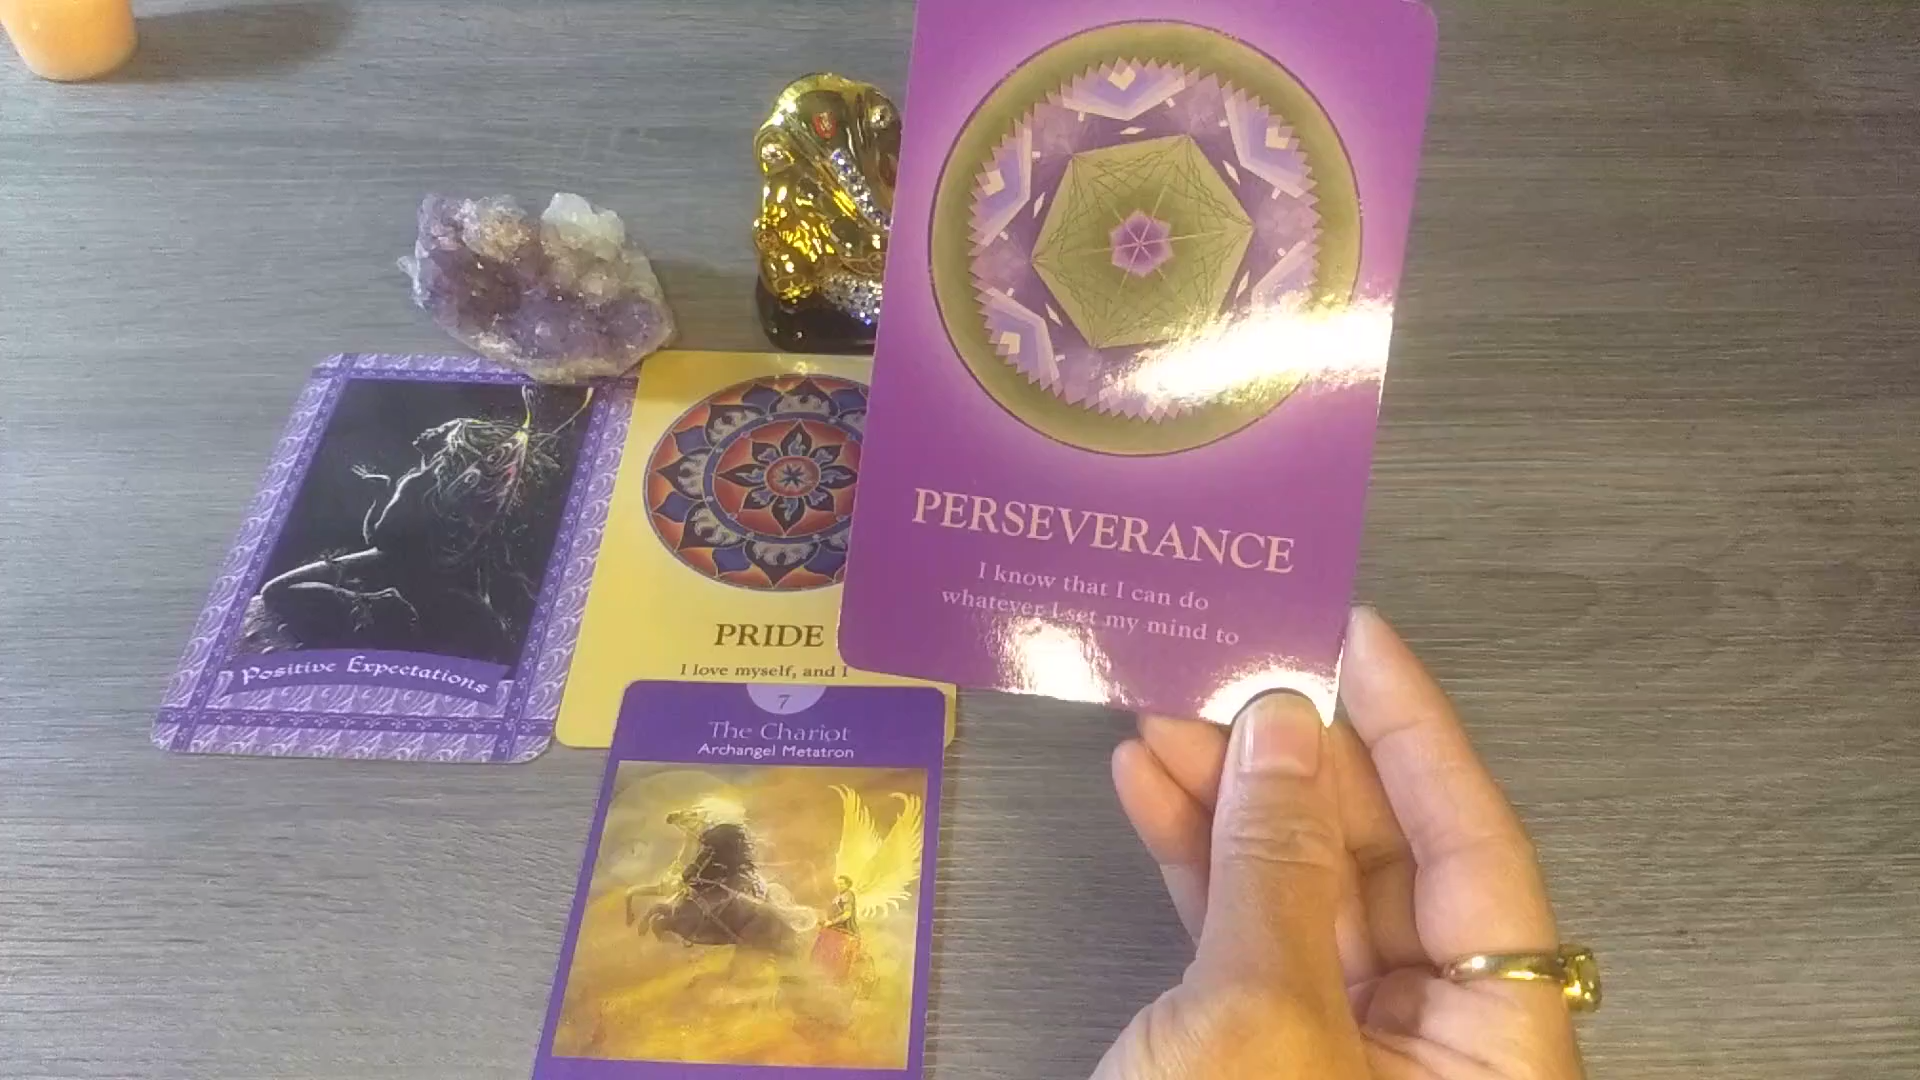 PERSEVERANCE
I know that I can do
whatever I set my mind to
Positive Expectations
PRIDE
I love myself, and I
7
The Chariot
Archangel Metatron